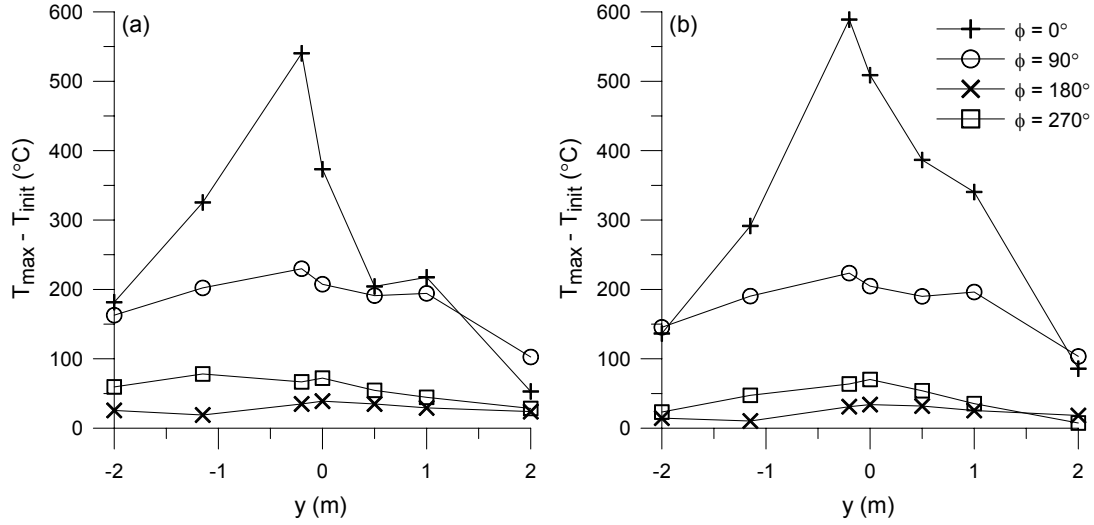 (a)
600
500
400
300
200
100
0
T_max - T_init (°C)
-2 -1 0 1 2
y (m)
(b)
600
500
400
300
200
100
0
T_max - T_init (°C)
-2 -1 0 1 2
y (m)
ϕ = 0°
ϕ = 90°
ϕ = 180°
ϕ = 270°